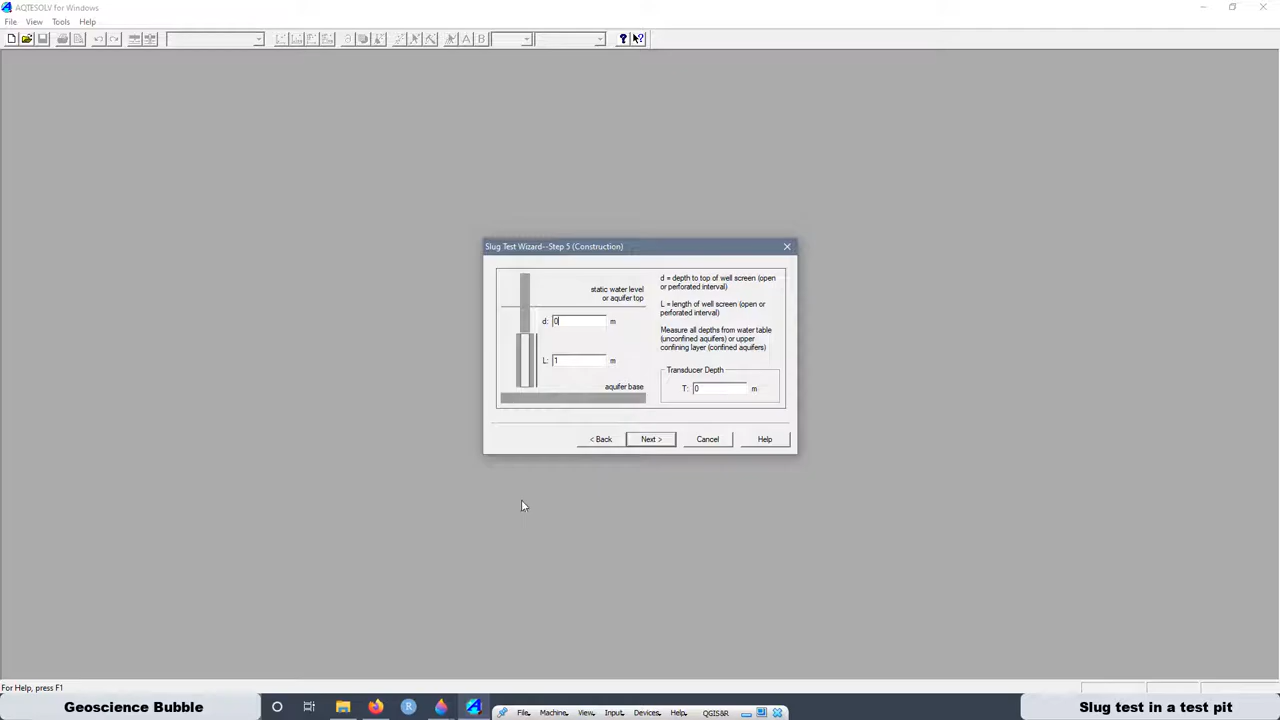 AQTESOLV for Windows
File View Tools Help
Slug Test Wizard--Step 5 (Construction)
static water level
or aquifer top
d: 0 m
L: 1 m
aquifer base
d = depth to top of well screen (open
or perforated interval)
L = length of well screen (open or
perforated interval)
Measure all depths from water table
(unconfined aquifers) or upper
confining layer (confined aquifers)
Transducer Depth
T: 0 m
< Back Next > Cancel Help
For Help, press F1
Geoscience Bubble
File Machine View Input Devices Help QGIS&R
Slug test in a test pit